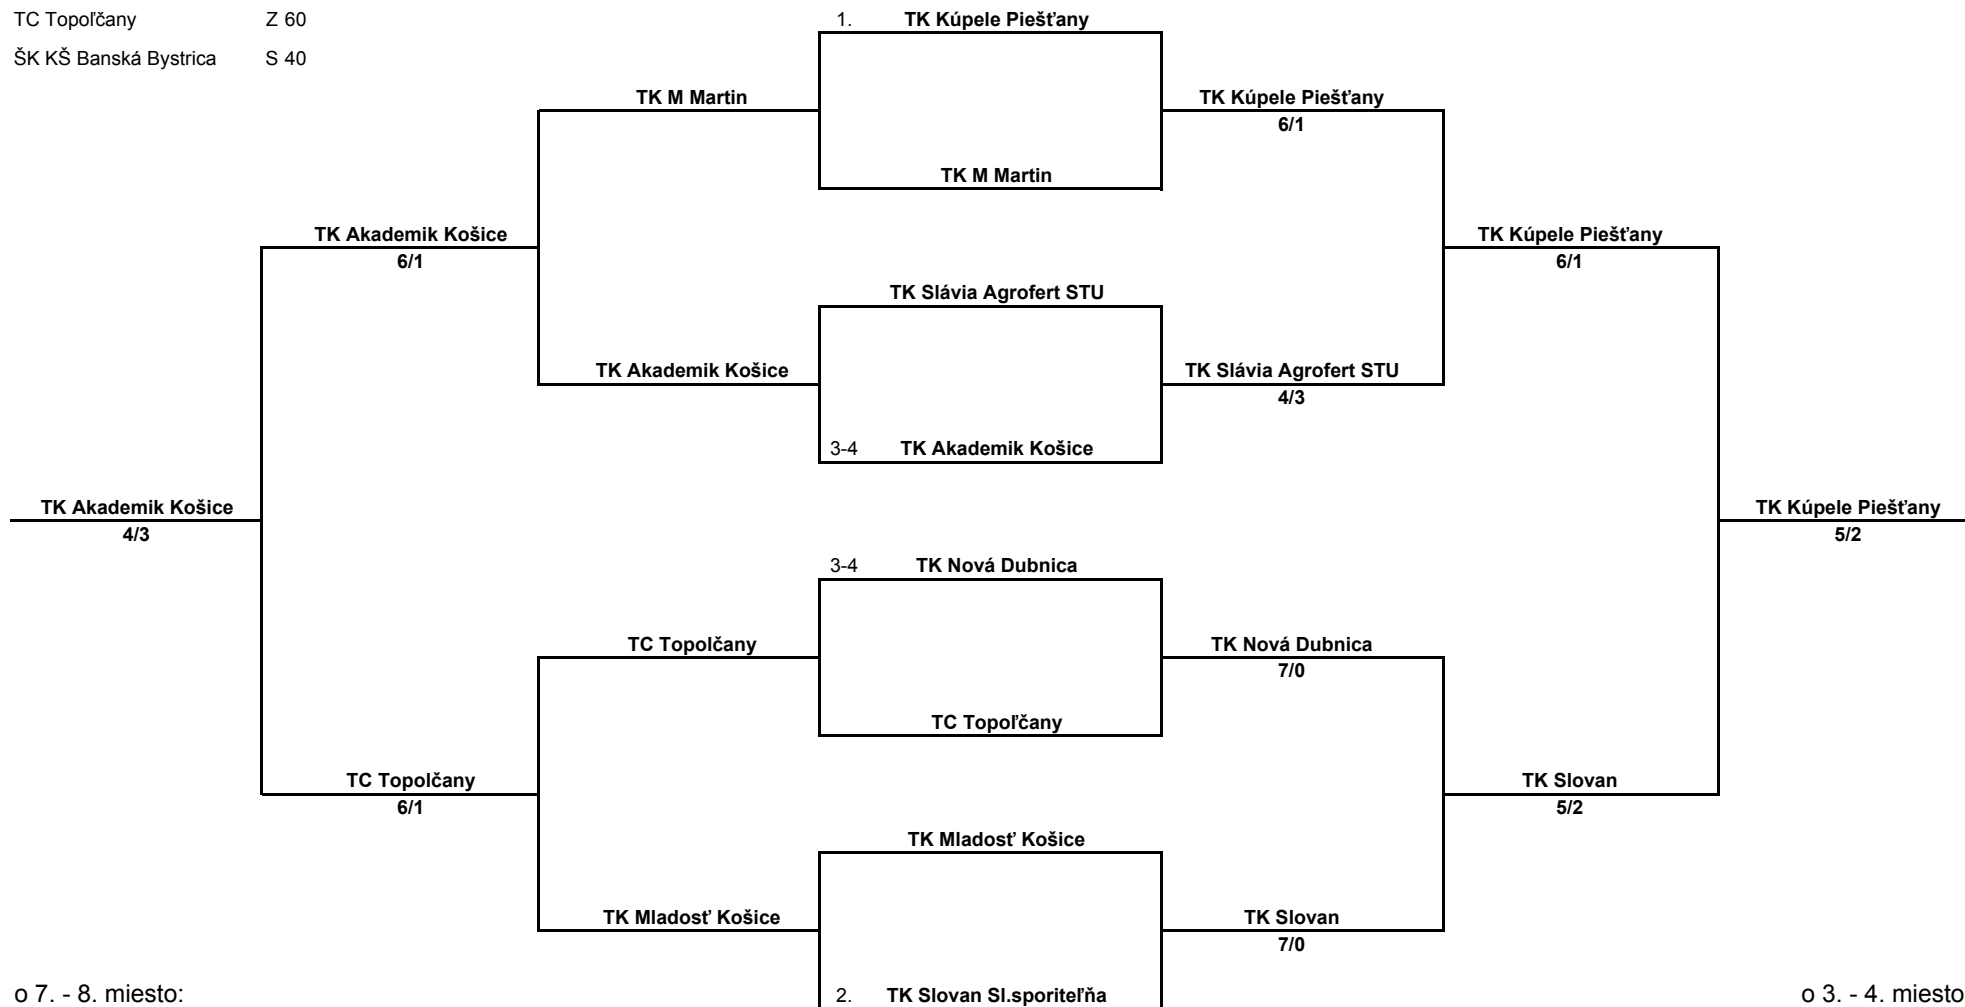 TC Topoľčany Z 60
1. TK Kúpele Piešťany
ŠK KŠ Banská Bystrica S 40
TK M Martin
TK Kúpele Piešťany
6/1
TK M Martin
TK Akademik Košice
6/1
TK Kúpele Piešťany
6/1
TK Slávia Agrofert STU
TK Akademik Košice
TK Slávia Agrofert STU
4/3
3-4 TK Akademik Košice
TK Akademik Košice
4/3
TK Kúpele Piešťany
5/2
3-4 TK Nová Dubnica
TC Topolčany
TK Nová Dubnica
7/0
TC Topoľčany
TC Topolčany
6/1
TK Slovan
5/2
TK Mladosť Košice
TK Mladosť Košice
TK Slovan
7/0
o 7. - 8. miesto:
2. TK Slovan Sl.sporiteľňa
o 3. - 4. miesto